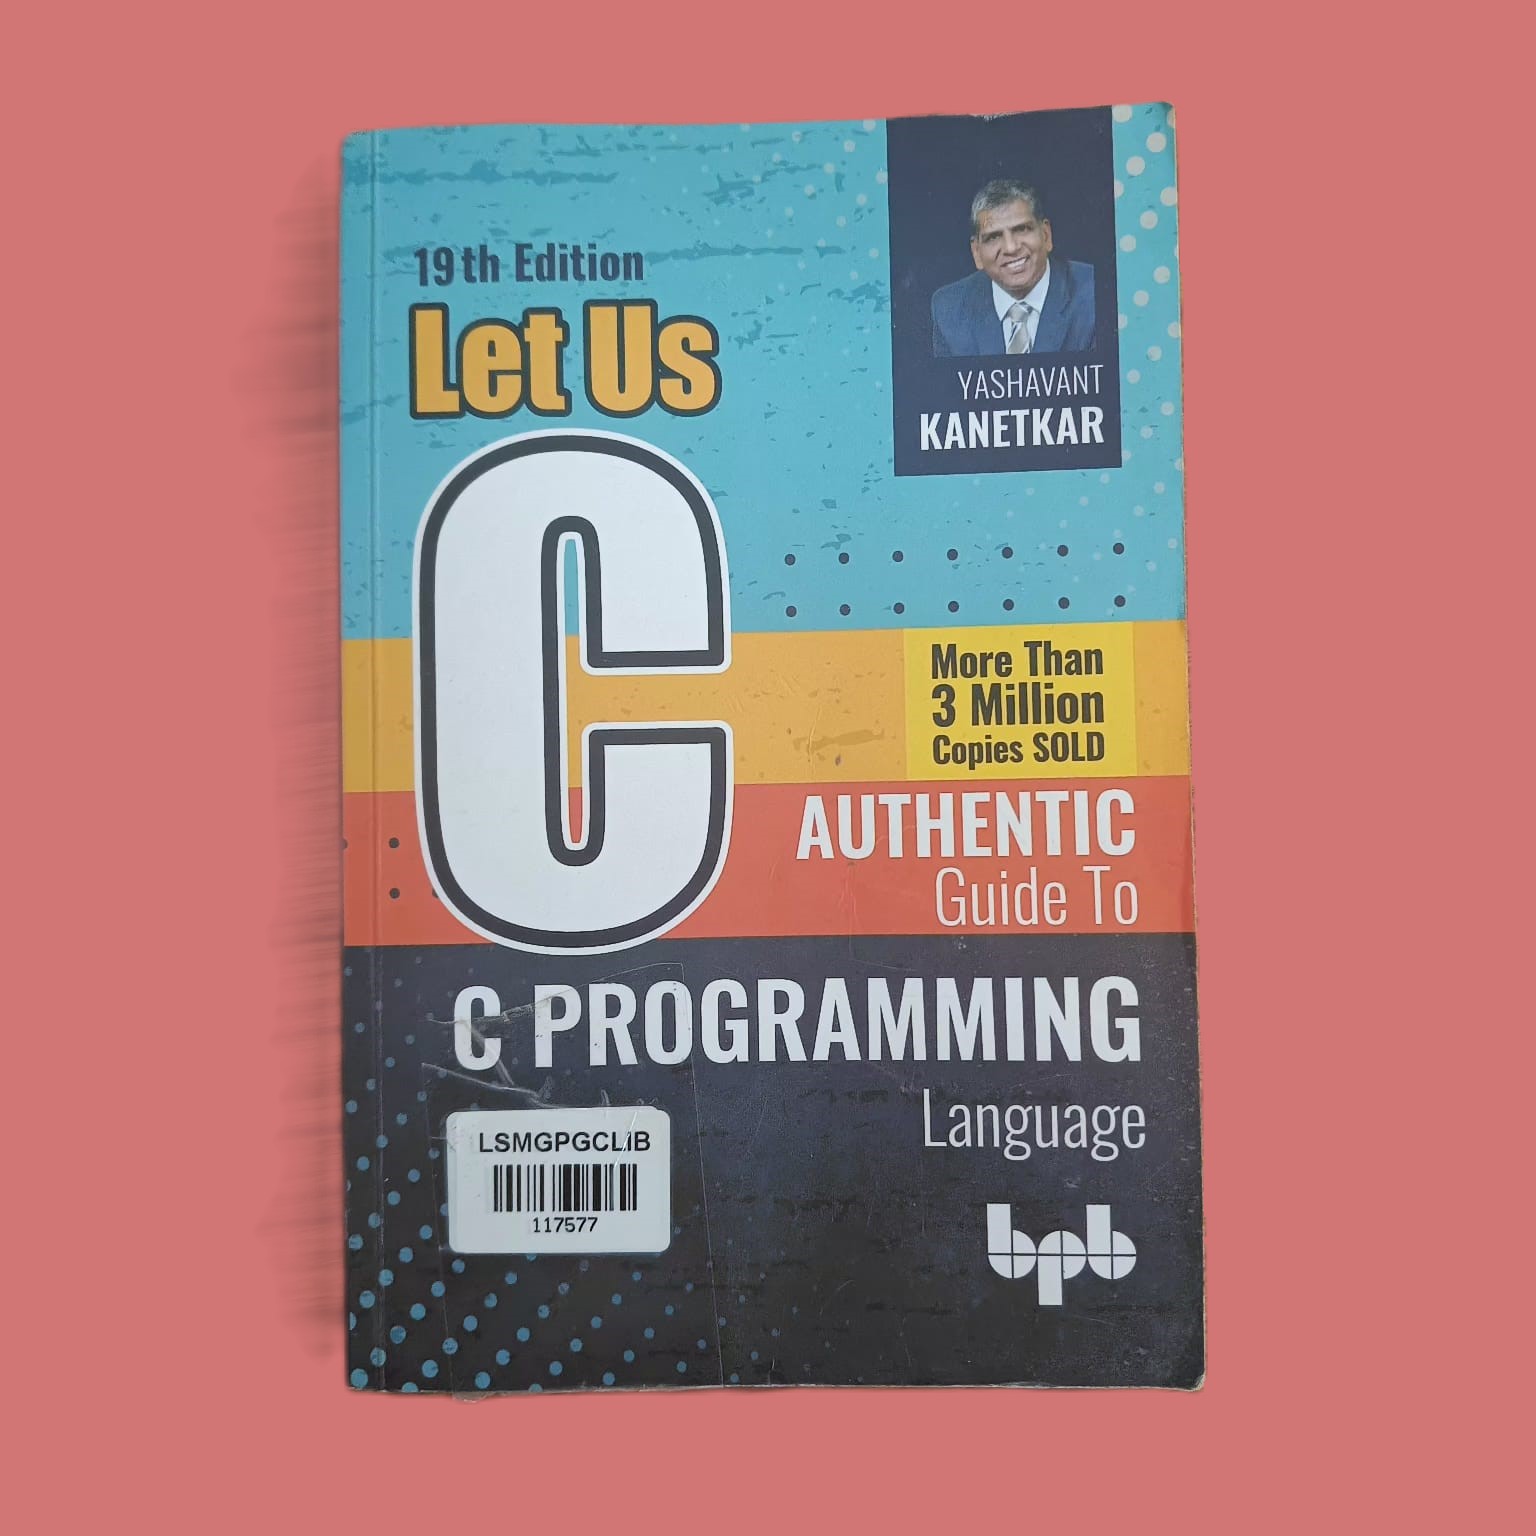 19th Edition
Let Us
C
YASHAVANT
KANETKAR
More Than
3 Million
Copies SOLD
AUTHENTIC
Guide To
C PROGRAMMING
Language
LSMGPGCLIB
117577
bpb